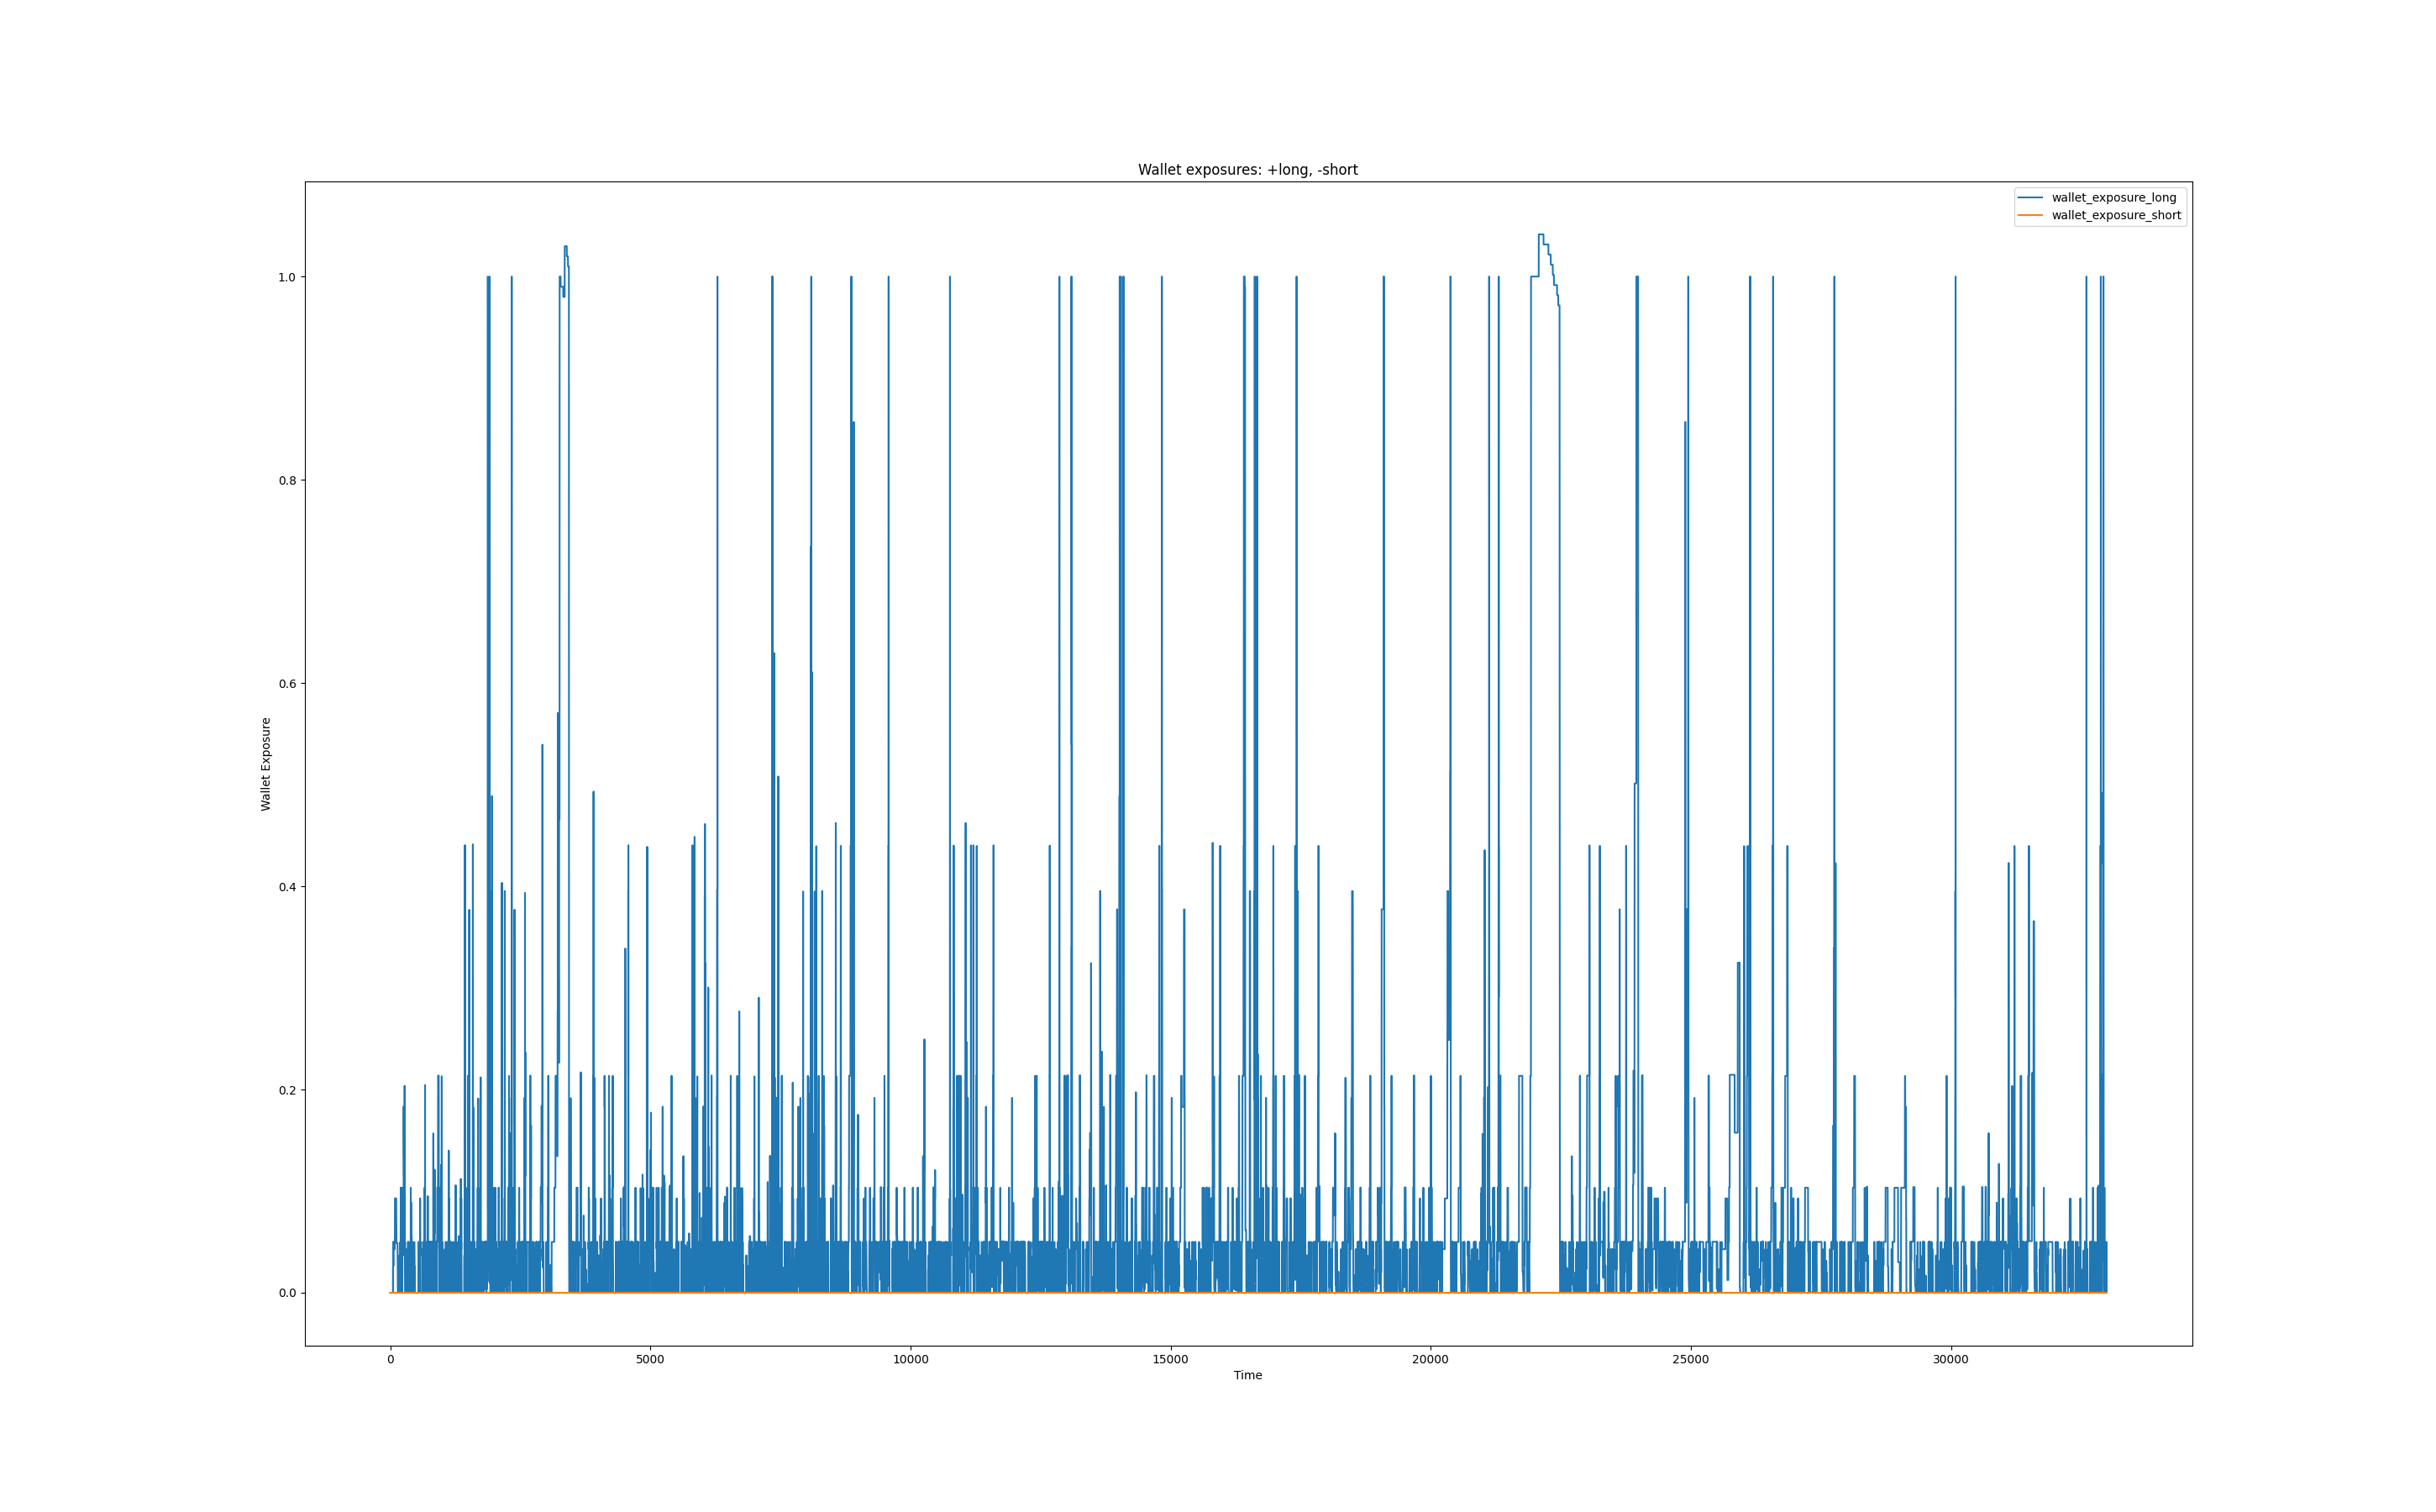 Wallet exposures: +long, -short
wallet_exposure_long
wallet_exposure_short
1.0
0.8
0.6
0.4
0.2
0.0
Wallet Exposure
0 5000 10000 15000 20000 25000 30000
Time